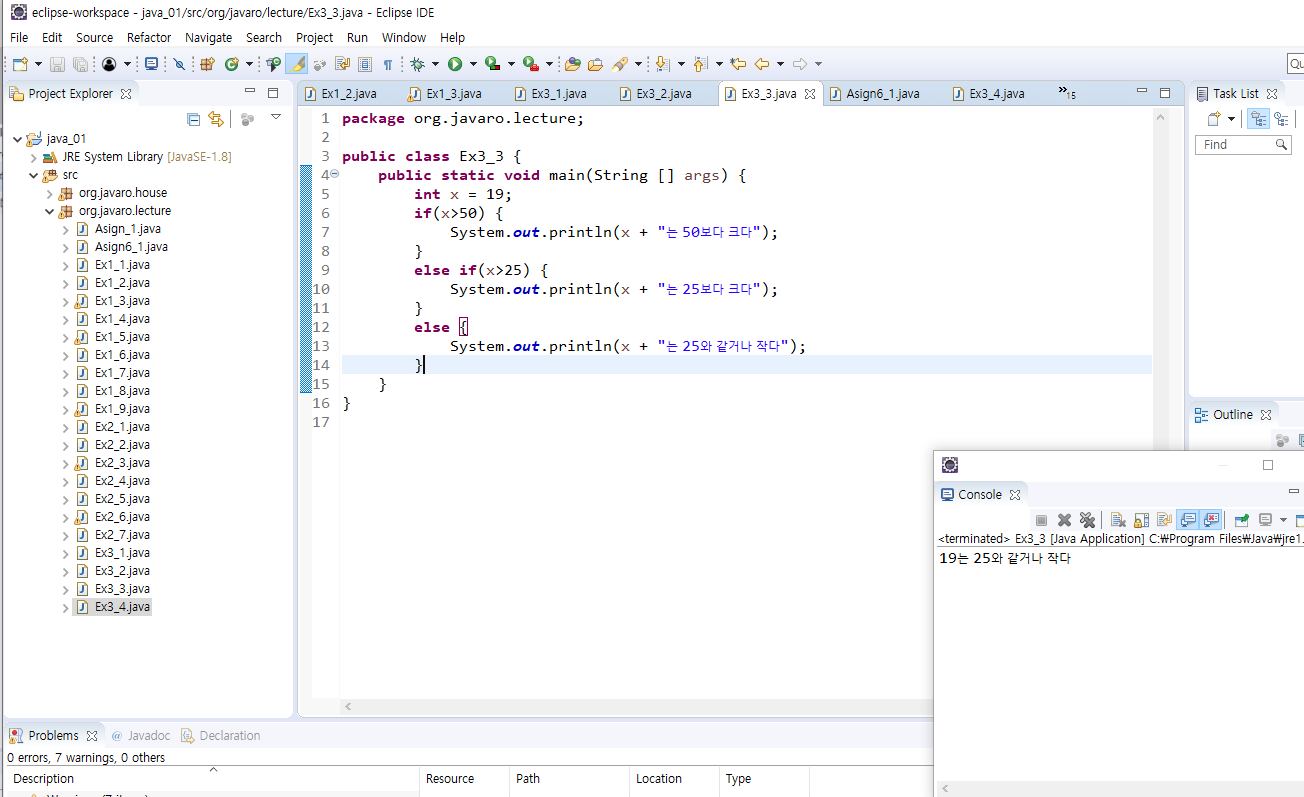 eclipse-workspace - java_01/src/org/javaro/lecture/Ex3_3.java - Eclipse IDE
File Edit Source Refactor Navigate Search Project Run Window Help
Project Explorer
java_01
JRE System Library [JavaSE-1.8]
src
org.javaro.house
org.javaro.lecture
Asign_1.java
Asign6_1.java
Ex1_1.java
Ex1_2.java
Ex1_3.java
Ex1_4.java
Ex1_5.java
Ex1_6.java
Ex1_7.java
Ex1_8.java
Ex1_9.java
Ex2_1.java
Ex2_2.java
Ex2_3.java
Ex2_4.java
Ex2_5.java
Ex2_6.java
Ex2_7.java
Ex3_1.java
Ex3_2.java
Ex3_3.java
Ex3_4.java
Ex1_2.java Ex1_3.java Ex3_1.java Ex3_2.java Ex3_3.java Asign6_1.java Ex3_4.java »15
1 package org.javaro.lecture;
2
3 public class Ex3_3 {
4 public static void main(String [] args) {
5 int x = 19;
6 if(x>50) {
7 System.out.println(x + "는 50보다 크다");
8 }
9 else if(x>25) {
10 System.out.println(x + "는 25보다 크다");
11 }
12 else {
13 System.out.println(x + "는 25와 같거나 작다");
14 }
15 }
16 }
17
Task List
Find
Outline
Console
<terminated> Ex3_3 [Java Application] C:₩Program Files₩Java₩jre1.
19는 25와 같거나 작다
Problems @ Javadoc Declaration
0 errors, 7 warnings, 0 others
Description Resource Path Location Type